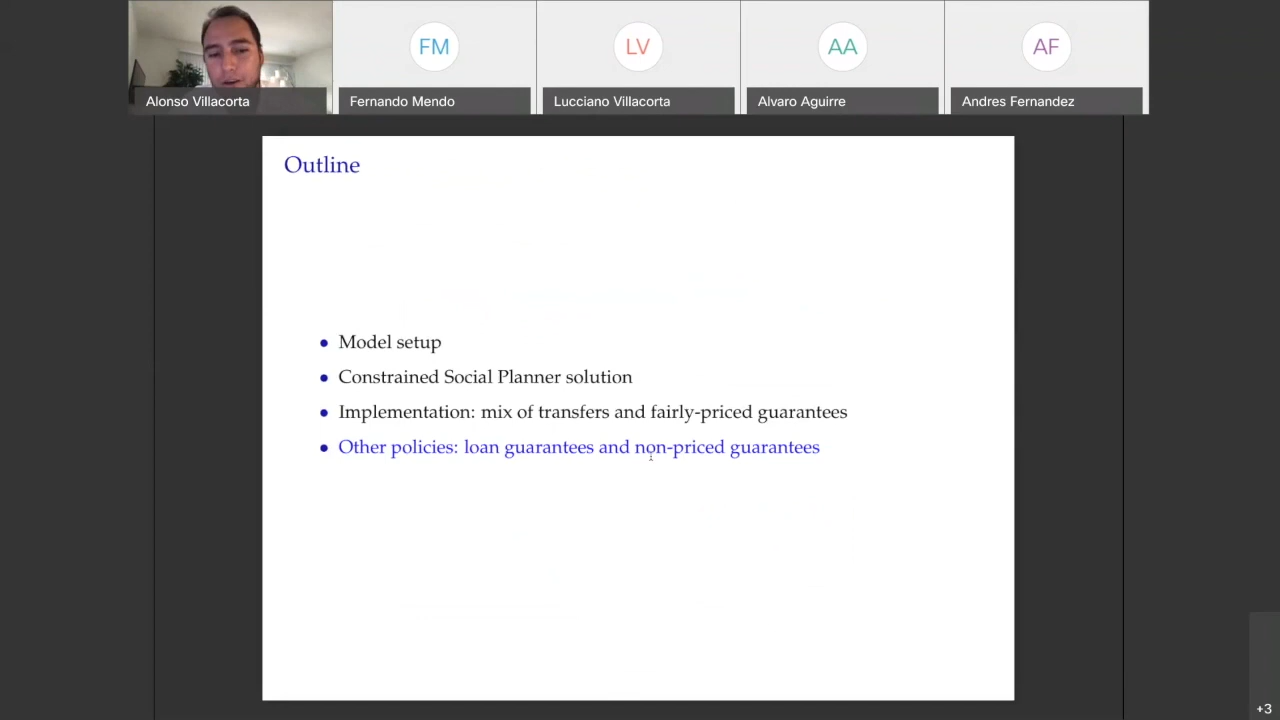 FM
LV
AA
AF
Alonso Villacorta
Fernando Mendo
Lucciano Villacorta
Alvaro Aguirre
Andres Fernandez
Outline
• Model setup
• Constrained Social Planner solution
• Implementation: mix of transfers and fairly-priced guarantees
• Other policies: loan guarantees and non-priced guarantees
+3